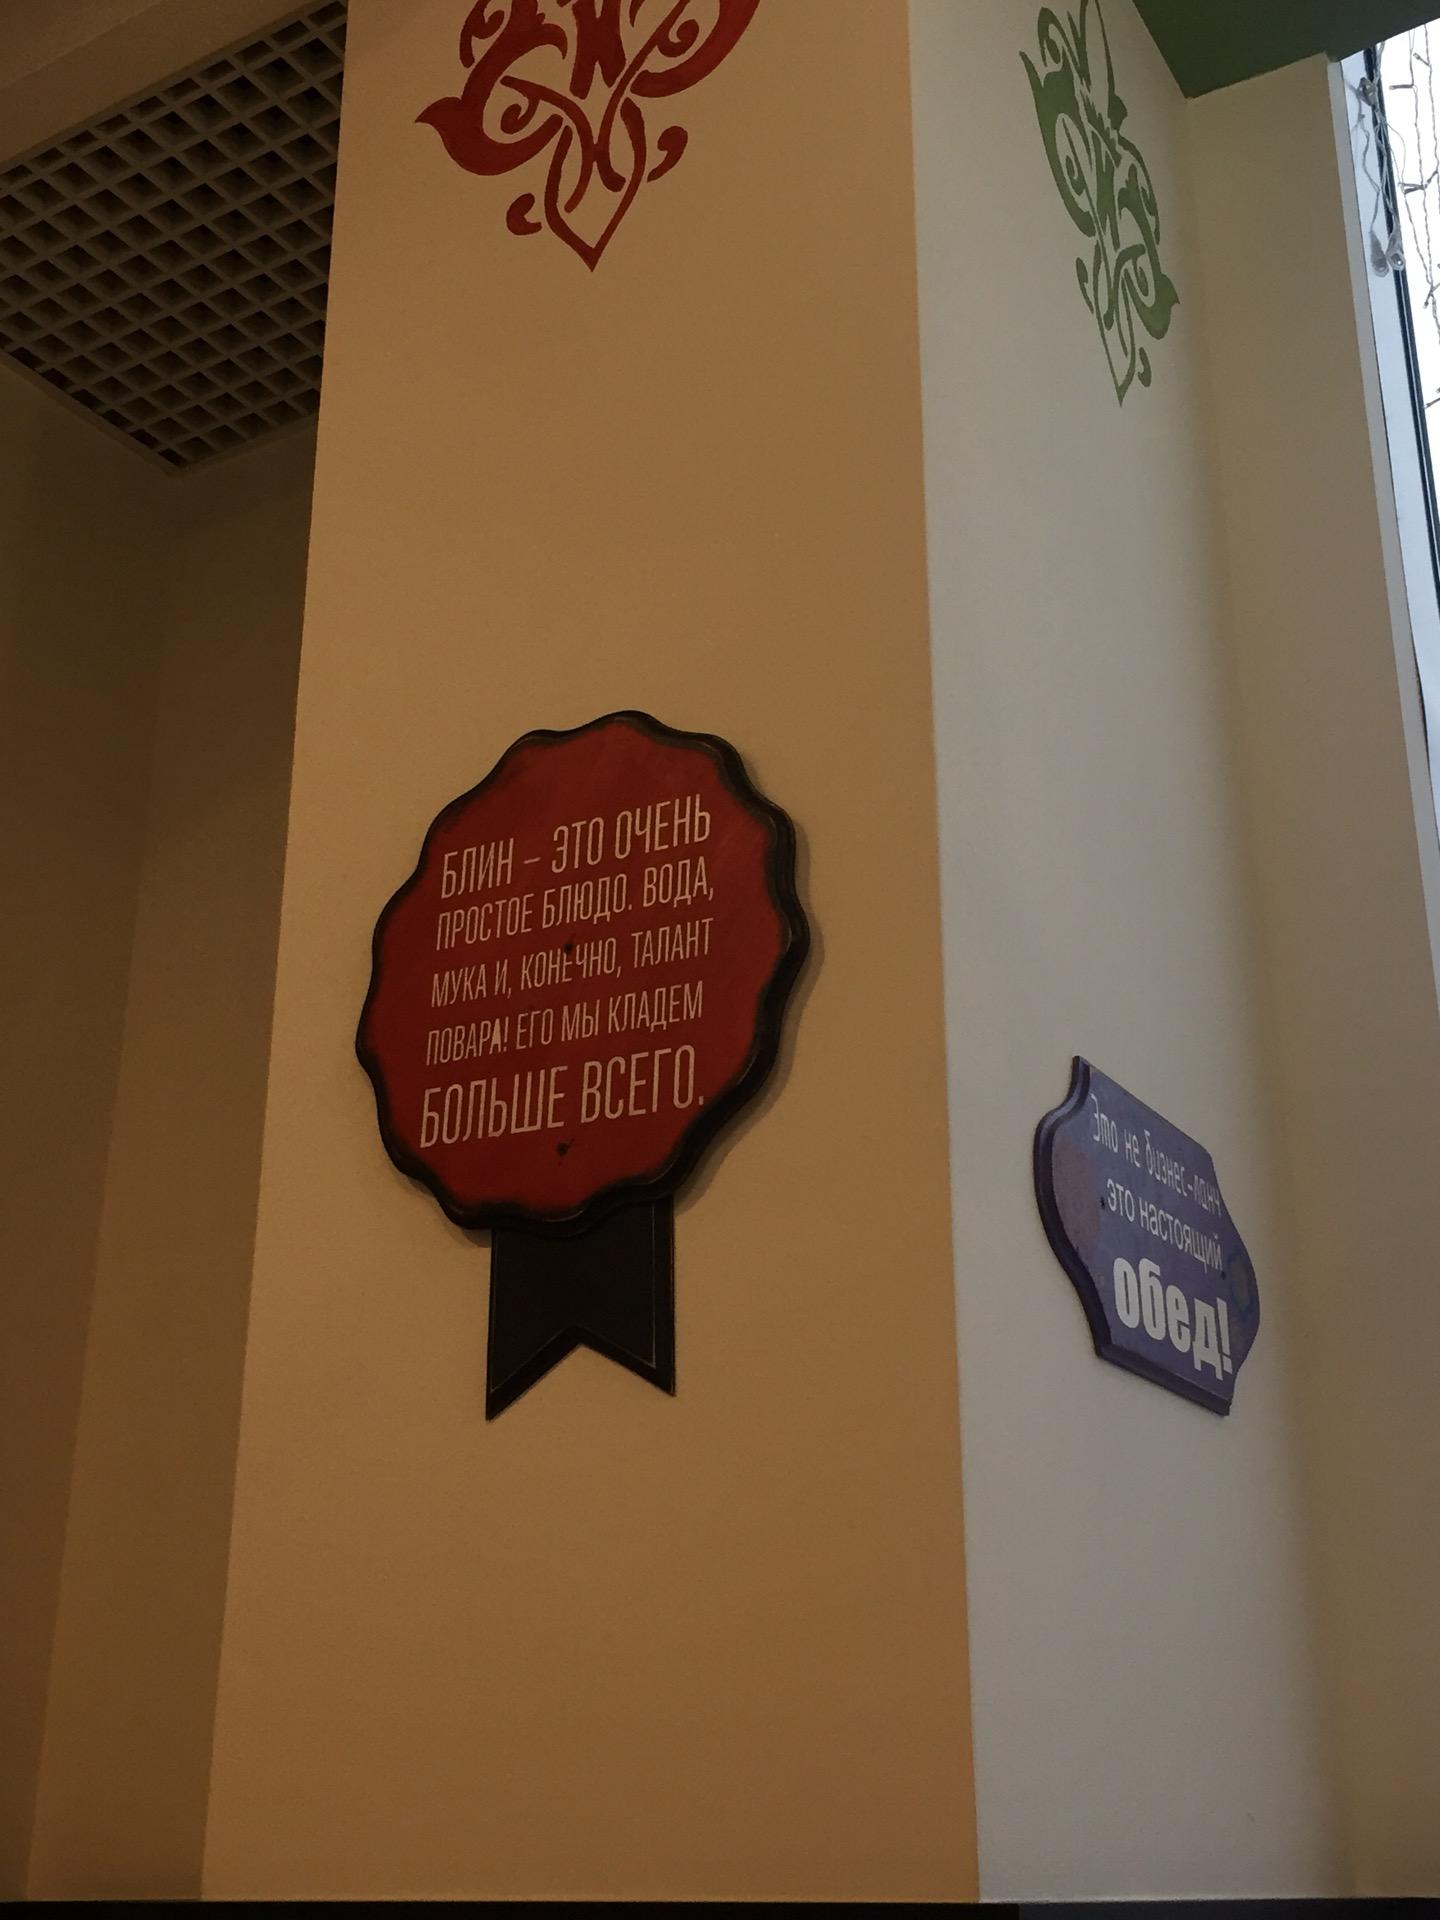 БЛИН – ЭТО ОЧЕНЬ
ПРОСТОЕ БЛЮДО. ВОДА,
МУКА И, КОНЕЧНО, ТАЛАНТ
ПОВАРА! ЕГО МЫ КЛАДЕМ
БОЛЬШЕ ВСЕГО.
Это не бизнес-ланч
это настоящий
обед!